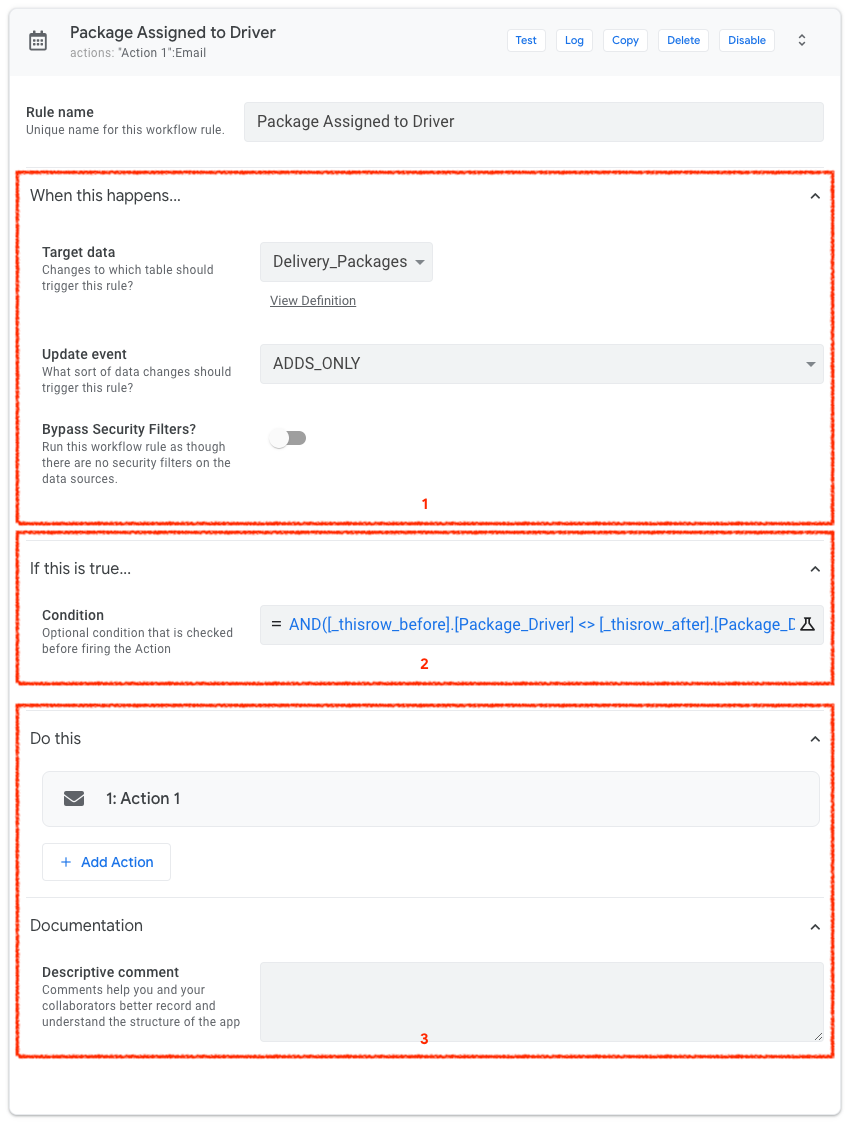 Package Assigned to Driver
actions: "Action 1":Email
Test
Log
Copy
Delete
Disable
Rule name
Unique name for this workflow rule.
Package Assigned to Driver
When this happens...
Target data
Changes to which table should
trigger this rule?
Delivery_Packages
View Definition
Update event
What sort of data changes should
trigger this rule?
ADDS_ONLY
Bypass Security Filters?
Run this workflow rule as though
there are no security filters on the
data sources.
1
If this is true...
Condition
Optional condition that is checked
before firing the Action
= AND([_thisrow_before].[Package_Driver] <> [_thisrow_after].[Package_D
2
Do this
1: Action 1
+ Add Action
Documentation
Descriptive comment
Comments help you and your
collaborators better record and
understand the structure of the app
3